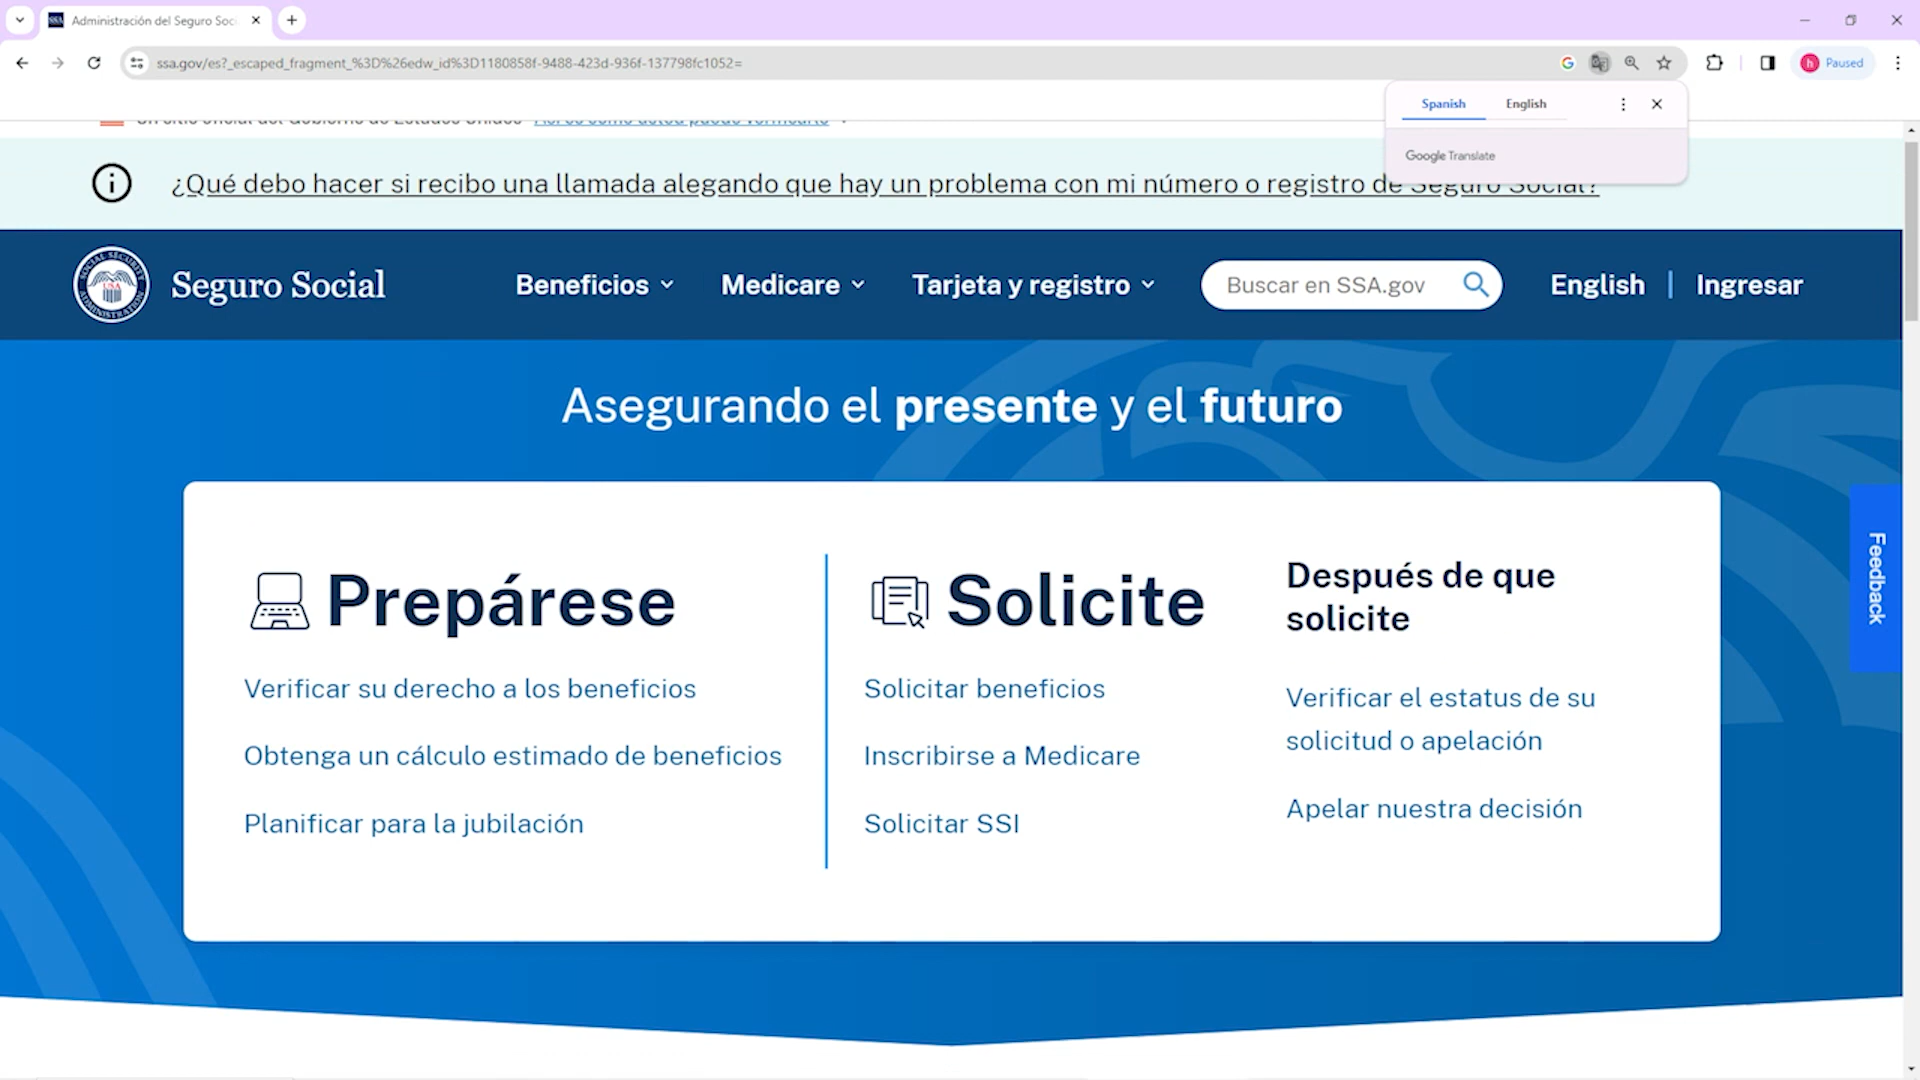 Administración del Seguro Soc
ssa.gov/es?_escaped_fragment_%3D%26edw_id%3D1180858f-9488-423d-936f-137798fc1052=
h Paused
Spanish English
Google Translate
Un sitio oficial del Gobierno de Estados Unidos Así es como usted puede verificarlo
¿Qué debo hacer si recibo una llamada alegando que hay un problema con mi número o registro de Seguro Social?
SOCIAL SECURITY ADMINISTRATION
USA
Seguro Social Beneficios Medicare Tarjeta y registro Buscar en SSA.gov English | Ingresar
Asegurando el presente y el futuro
Prepárese
Verificar su derecho a los beneficios
Obtenga un cálculo estimado de beneficios
Planificar para la jubilación
Solicite
Solicitar beneficios
Inscribirse a Medicare
Solicitar SSI
Después de que
solicite
Verificar el estatus de su
solicitud o apelación
Apelar nuestra decisión
Feedback